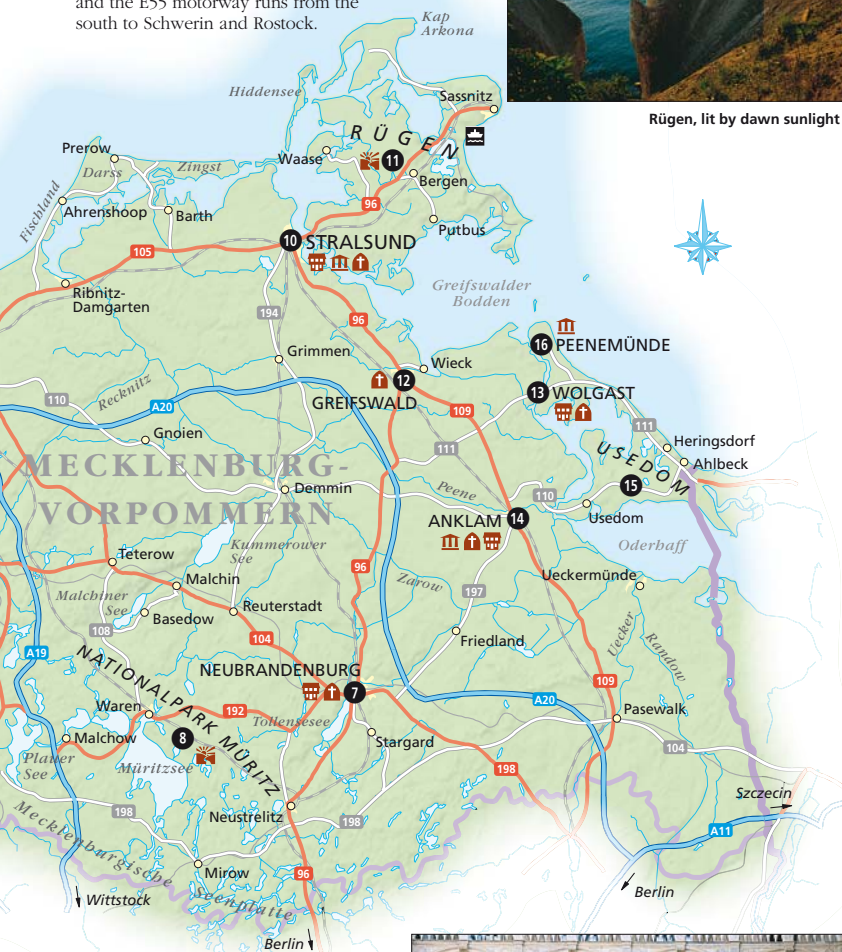 and the E55 motorway runs from the
south to Schwerin and Rostock.
Rügen, lit by dawn sunlight
Kap
Arkona
Hiddensee
Sassnitz
RÜGEN
Prerow
Darss
Zingst
Waase
11
Bergen
Fischland
Ahrenshoop
Barth
96
Putbus
10 STRALSUND
105
Greifswalder
Bodden
Ribnitz-
Damgarten
194
96
16 PEENEMÜNDE
Grimmen
Wieck
12
GREIFSWALD
13 WOLGAST
110
Recknitz
A20
109
111
Gnoien
111
Heringsdorf
Ahlbeck
USEDOM
15
MECKLENBURG-
VORPOMMERN
Demmin
Peene
110
Usedom
ANKLAM 14
Oderhaff
Kummerower
See
Teterow
96
Zarow
Ueckermünde
Malchin
Malchiner
See
197
Basedow
Reuterstadt
Uecker
Randow
108
104
Friedland
A19
NATIONALPARK MÜRITZ
NEUBRANDENBURG
7
109
A20
Waren
192
Tollensesee
Pasewalk
8
Malchow
Stargard
104
Plauer
See
Müritzsee
198
Szczecin
198
Neustrelitz
198
A11
Mecklenburgische
Seenplatte
Mirow
96
Wittstock
Berlin
Berlin